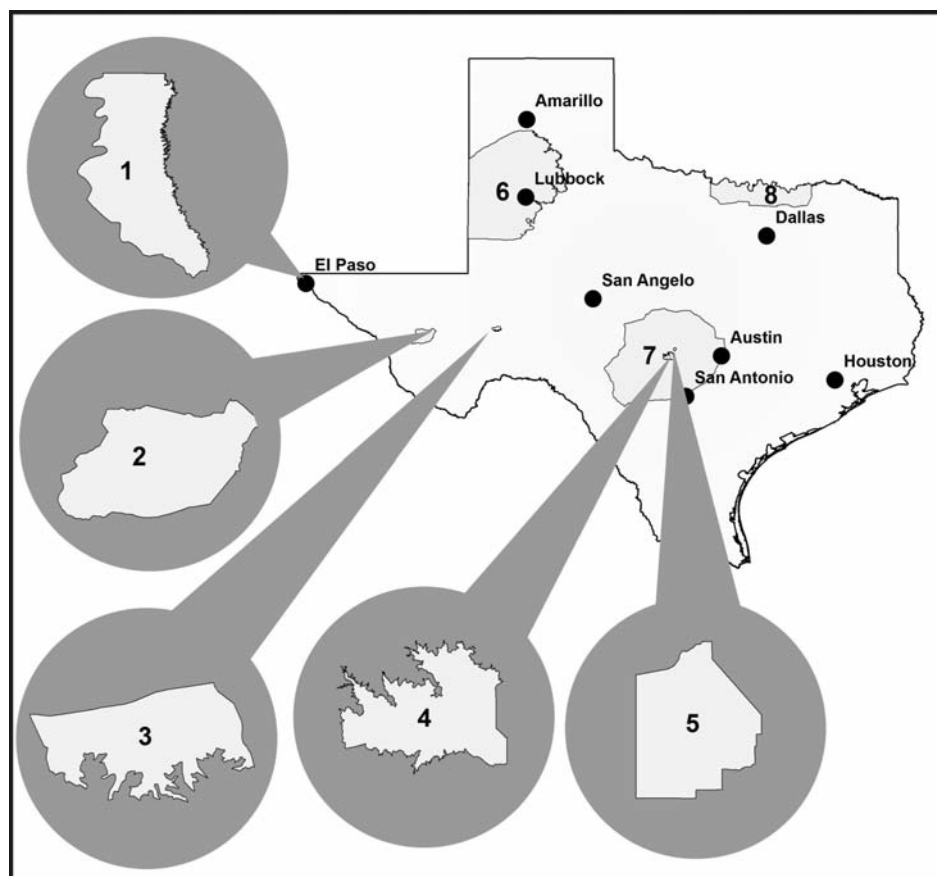 Amarillo
1
6
Lubbock
8
Dallas
El Paso
San Angelo
7
Austin
Houston
San Antonio
2
3
4
5